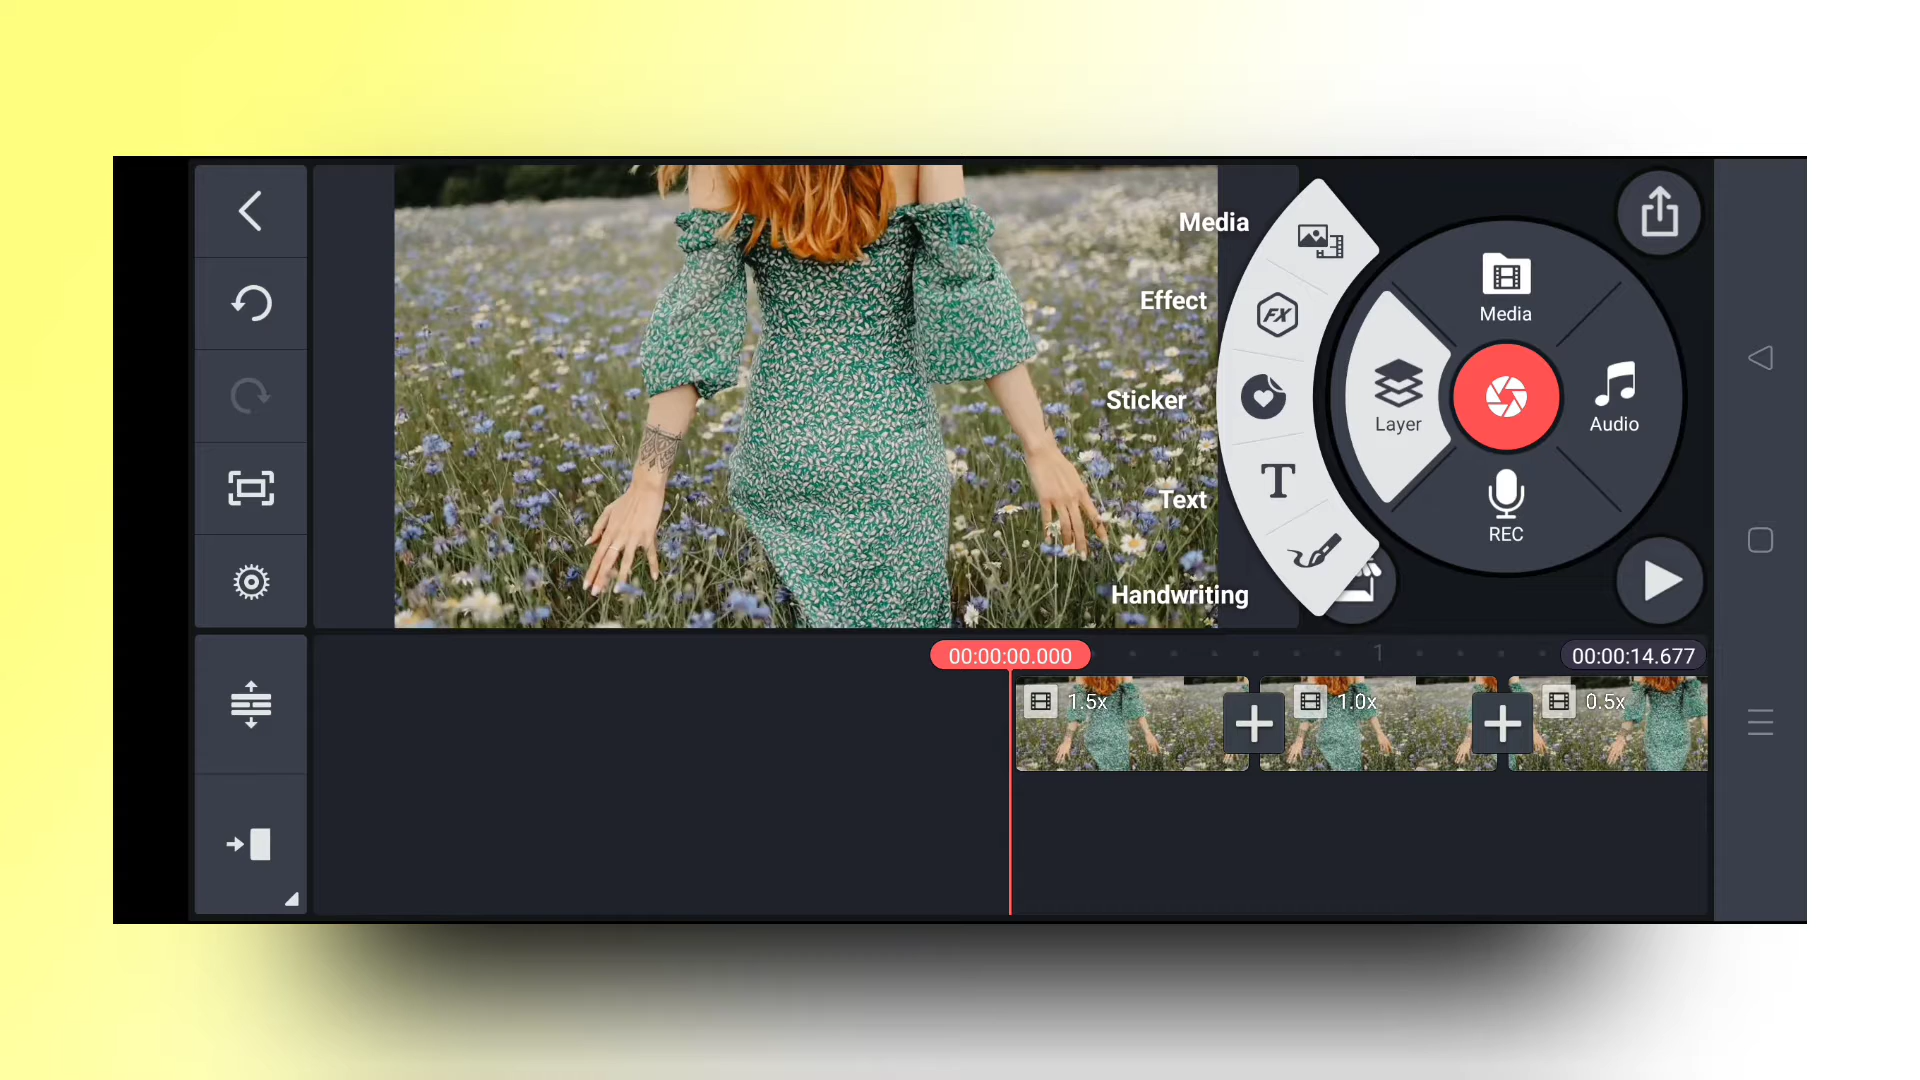 Media
Effect
Sticker
Text
Handwriting
FX
T
Media
Layer
Audio
REC
00:00:00.000
1
00:00:14.677
1.5x
1.0x
0.5x